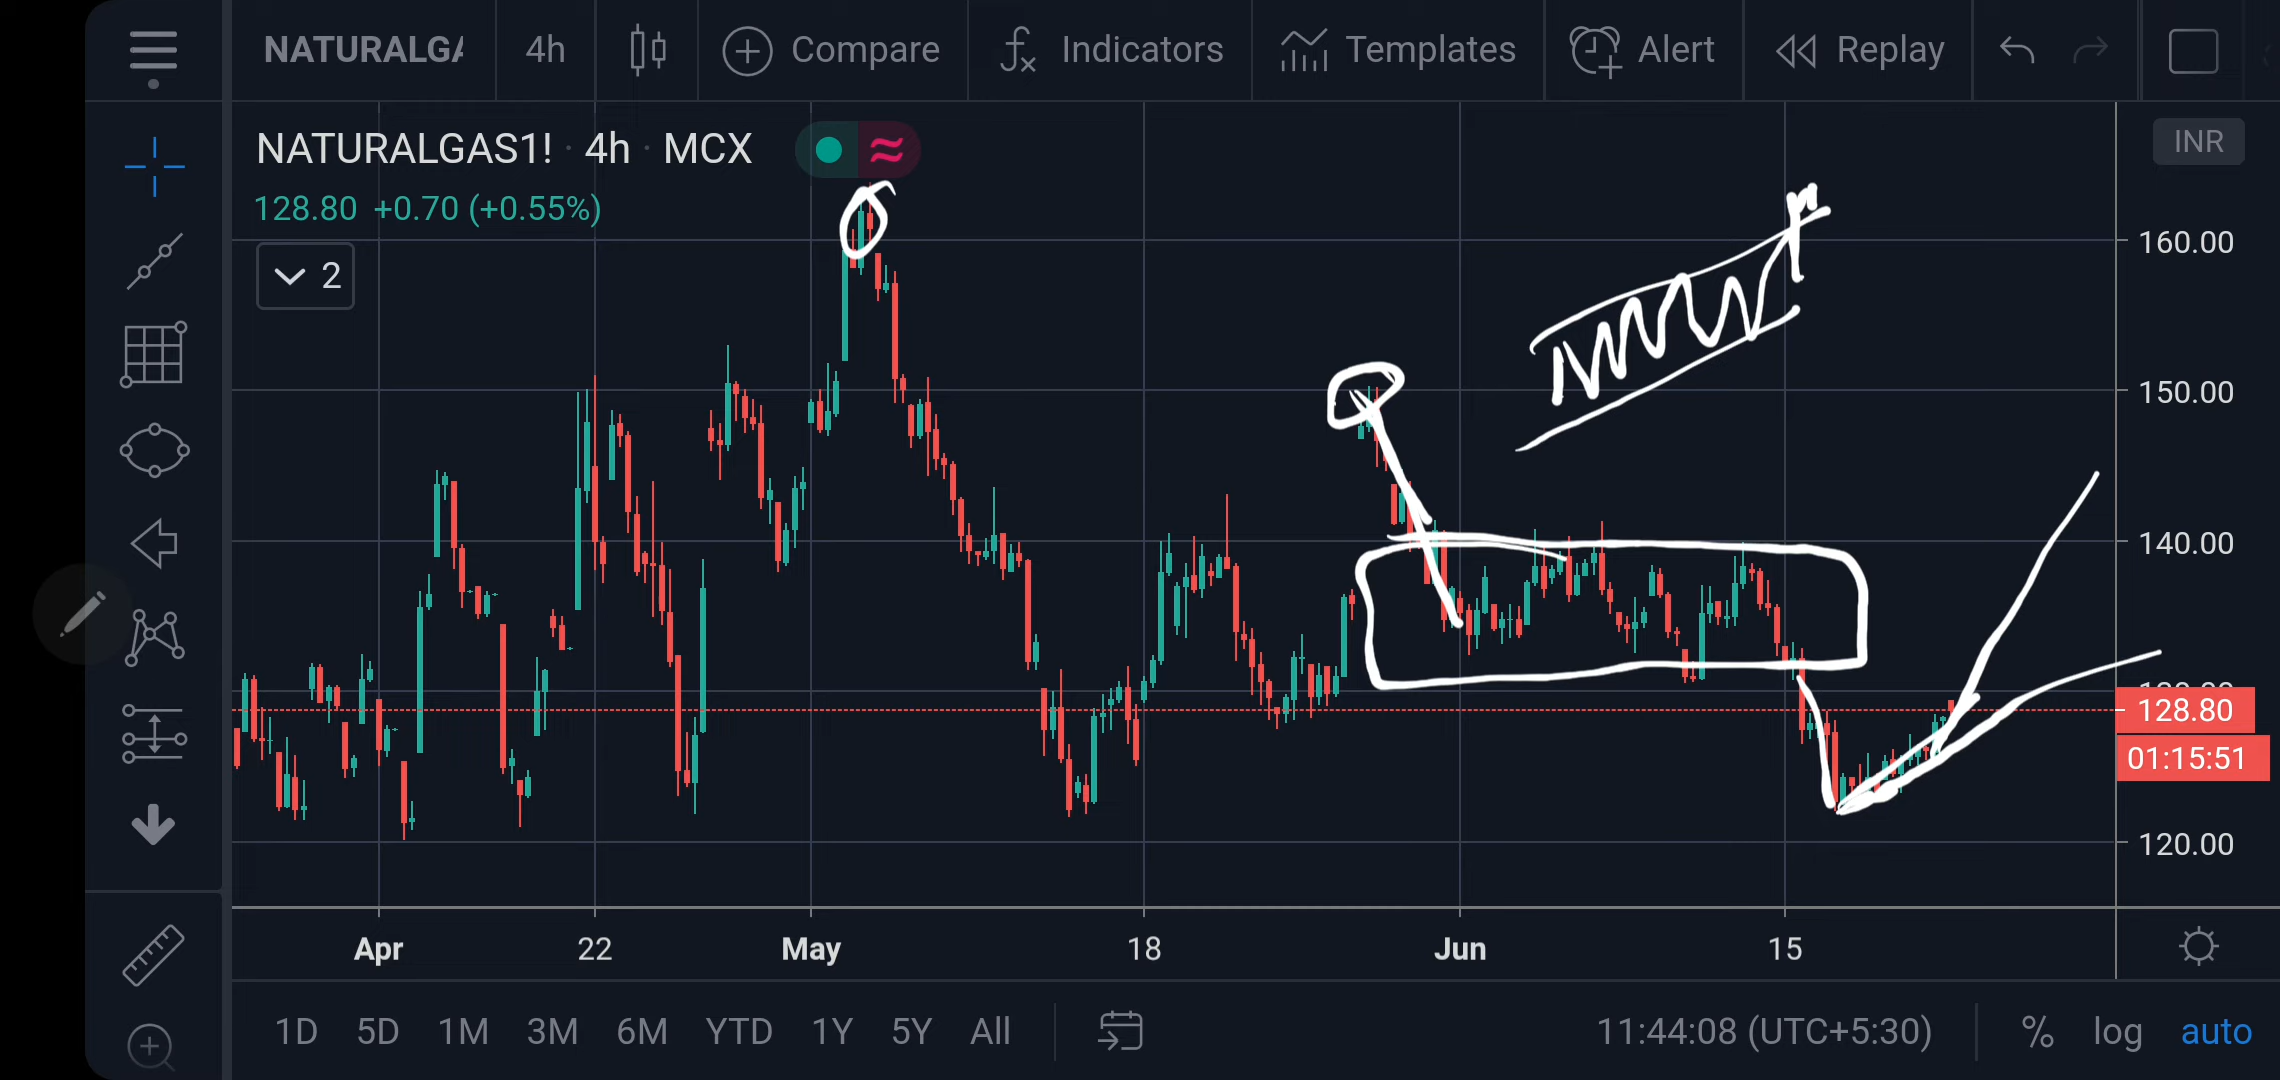 NATURALGA 4h Compare Indicators Templates Alert Replay
NATURALGAS1! · 4h · MCX
INR
128.80 +0.70 (+0.55%)
2
160.00
150.00
140.00
128.80
01:15:51
120.00
Apr 22 May 18 Jun 15
1D 5D 1M 3M 6M YTD 1Y 5Y All 11:44:08 (UTC+5:30) % log auto